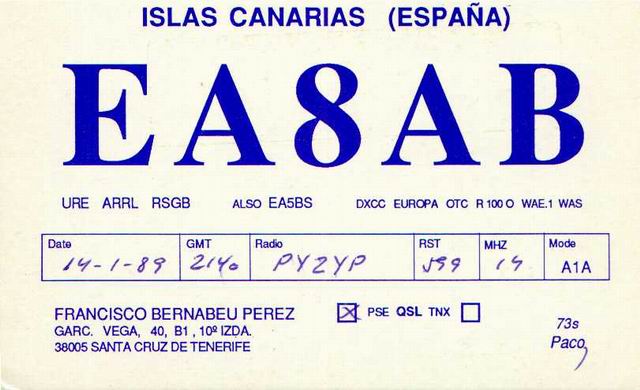 ISLAS CANARIAS (ESPAÑA)
EA8AB
URE ARRL RSGB ALSO EA5BS DXCC EUROPA OTC R 100 O WAE.1 WAS
Date GMT Radio RST MHZ Mode
14-1-89 2140 PY2YP 599 14 A1A
FRANCISCO BERNABEU PEREZ PSE QSL TNX
GARC. VEGA, 40, B1, 10º IZDA.
38005 SANTA CRUZ DE TENERIFE
73s
Paco